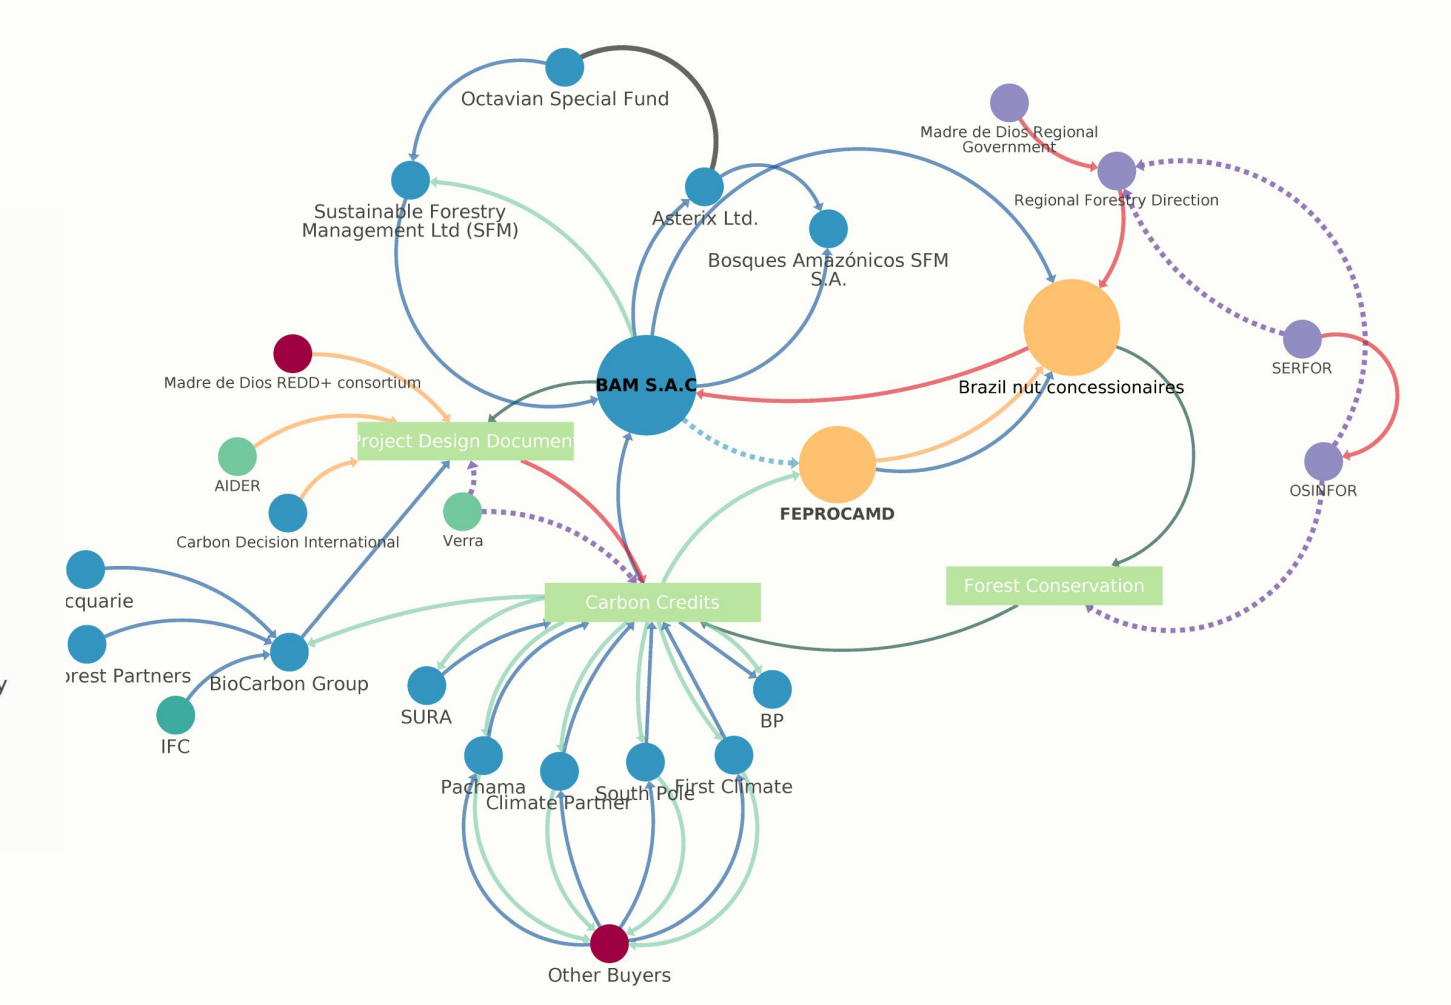 Octavian Special Fund
Madre de Dios Regional
Government
Regional Forestry Direction
Sustainable Forestry
Management Ltd (SFM)
Asterix Ltd.
Bosques Amazónicos SFM
S.A.
SERFOR
Madre de Dios REDD+ consortium
BAM S.A.C
Brazil nut concessionaires
Project Design Document
AIDER
OSINFOR
FEPROCAMD
Carbon Decision International
Verra
cquarie
Carbon Credits
Forest Conservation
orest Partners
BioCarbon Group
y
IFC
SURA
BP
Pachama
Climate Partner
South Pole
First Climate
Other Buyers